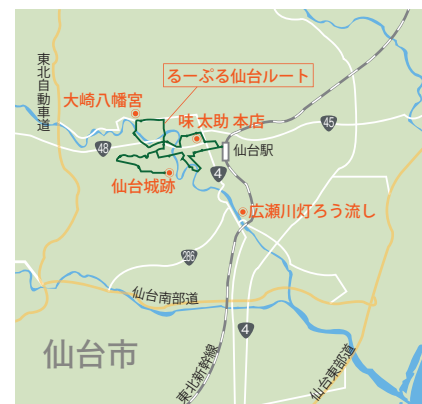 東北自動車道
るーぷる仙台ルート
大崎八幡宮
味 太助 本店
45
48
仙台駅
4
仙台城跡
広瀬川灯ろう流し
286
仙台南部道
4
仙台市
東北新幹線
仙台東部道